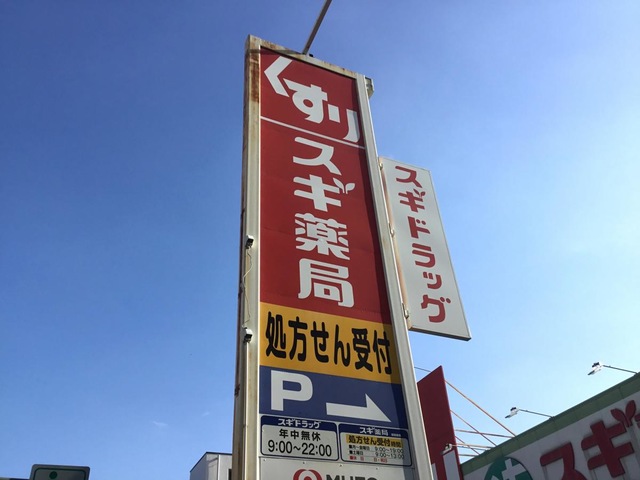 くすり
スギ薬局
処方せん受付
P
スギドラッグ
年中無休
9:00～22:00
スギ薬局
処方せん受付時間
スギドラッグ
スギ